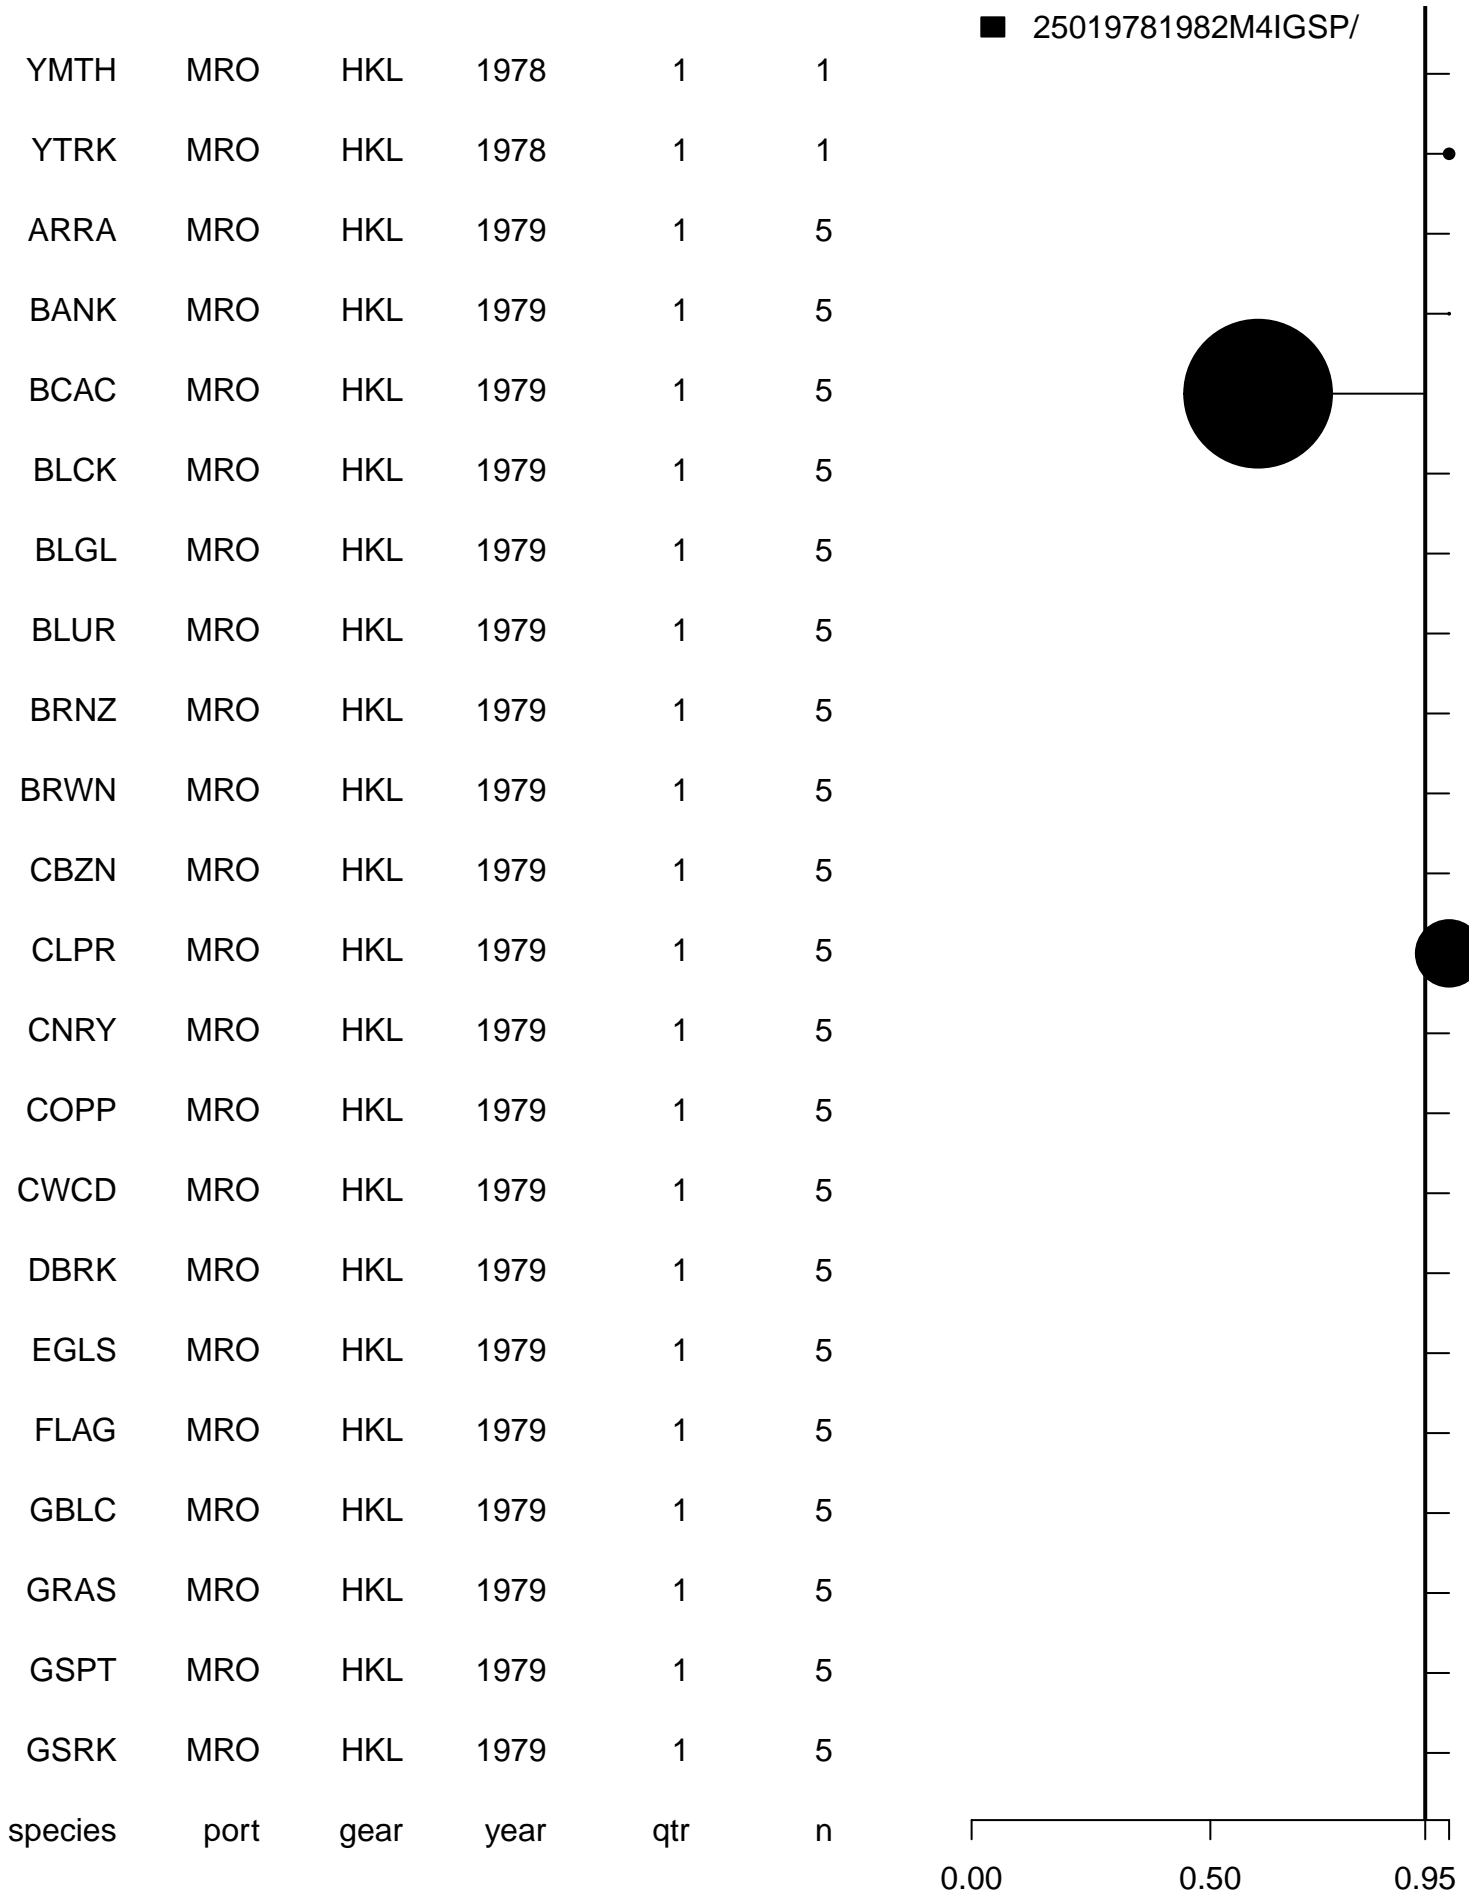 25019781982M4IGSP/
YMTH MRO HKL 1978 1 1
YTRK MRO HKL 1978 1 1
ARRA MRO HKL 1979 1 5
BANK MRO HKL 1979 1 5
BCAC MRO HKL 1979 1 5
BLCK MRO HKL 1979 1 5
BLGL MRO HKL 1979 1 5
BLUR MRO HKL 1979 1 5
BRNZ MRO HKL 1979 1 5
BRWN MRO HKL 1979 1 5
CBZN MRO HKL 1979 1 5
CLPR MRO HKL 1979 1 5
CNRY MRO HKL 1979 1 5
COPP MRO HKL 1979 1 5
CWCD MRO HKL 1979 1 5
DBRK MRO HKL 1979 1 5
EGLS MRO HKL 1979 1 5
FLAG MRO HKL 1979 1 5
GBLC MRO HKL 1979 1 5
GRAS MRO HKL 1979 1 5
GSPT MRO HKL 1979 1 5
GSRK MRO HKL 1979 1 5
species port gear year qtr n
0.00 0.50 0.95